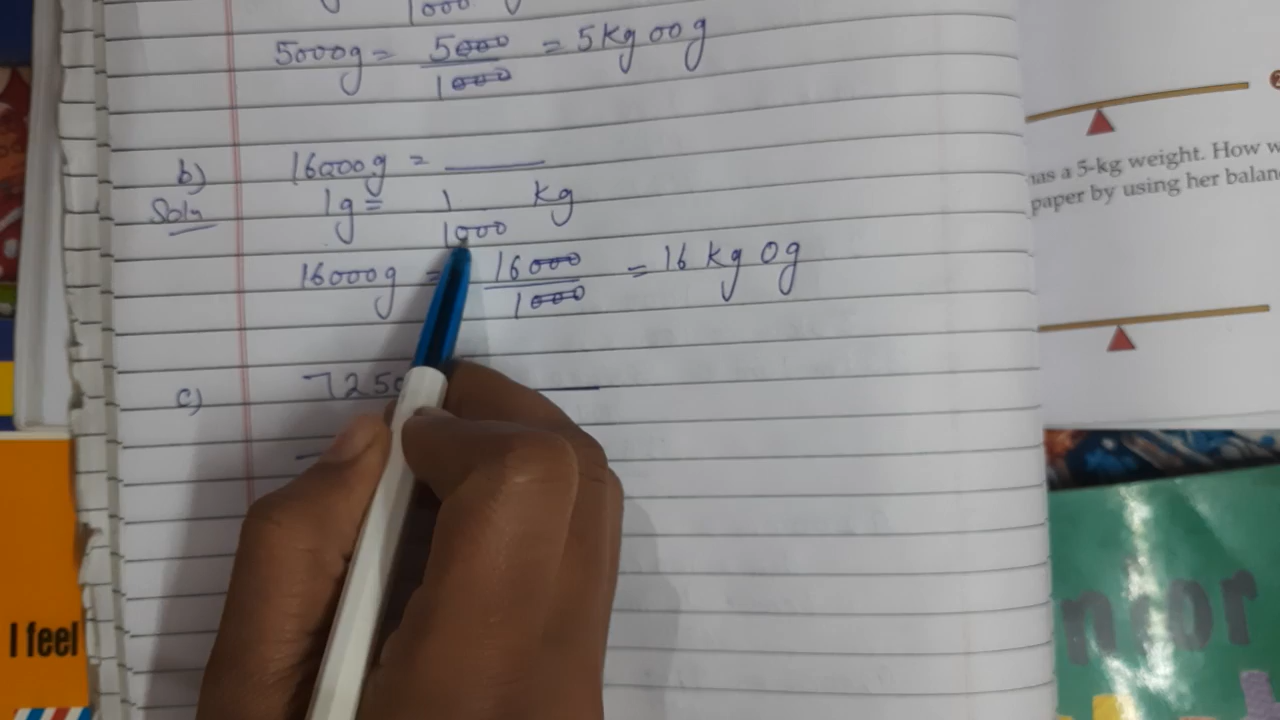 1000
5000g = 5000/1000 = 5kg 00g
b) 16000g = ____
Soln 1g = 1/1000 kg
16000g = 16000/1000 = 16 kg 0g
c) 725
as a 5-kg weight. How
paper by using her balan
I feel